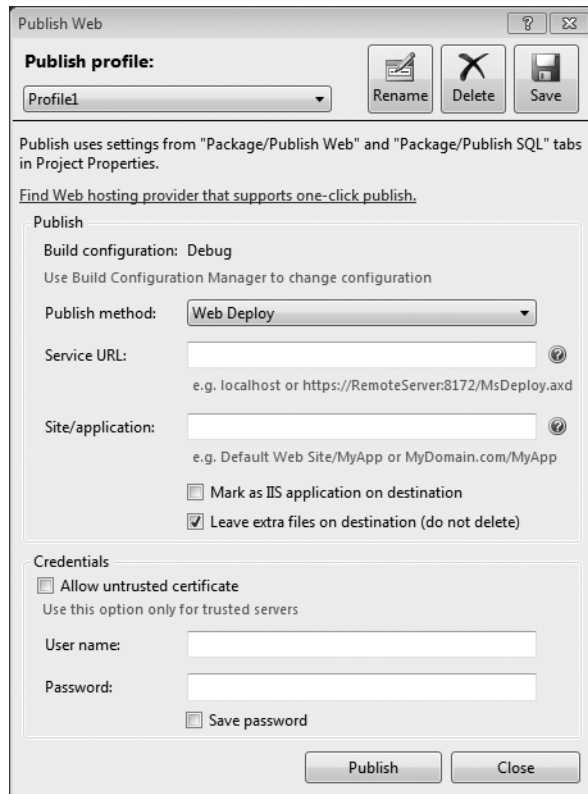 Publish Web
Publish profile:
Profile1
Rename
Delete
Save
Publish uses settings from "Package/Publish Web" and "Package/Publish SQL" tabs
in Project Properties.
Find Web hosting provider that supports one-click publish.
Publish
Build configuration: Debug
Use Build Configuration Manager to change configuration
Publish method: Web Deploy
Service URL:
e.g. localhost or https://RemoteServer:8172/MsDeploy.axd
Site/application:
e.g. Default Web Site/MyApp or MyDomain.com/MyApp
Mark as IIS application on destination
Leave extra files on destination (do not delete)
Credentials
Allow untrusted certificate
Use this option only for trusted servers
User name:
Password:
Save password
Publish
Close